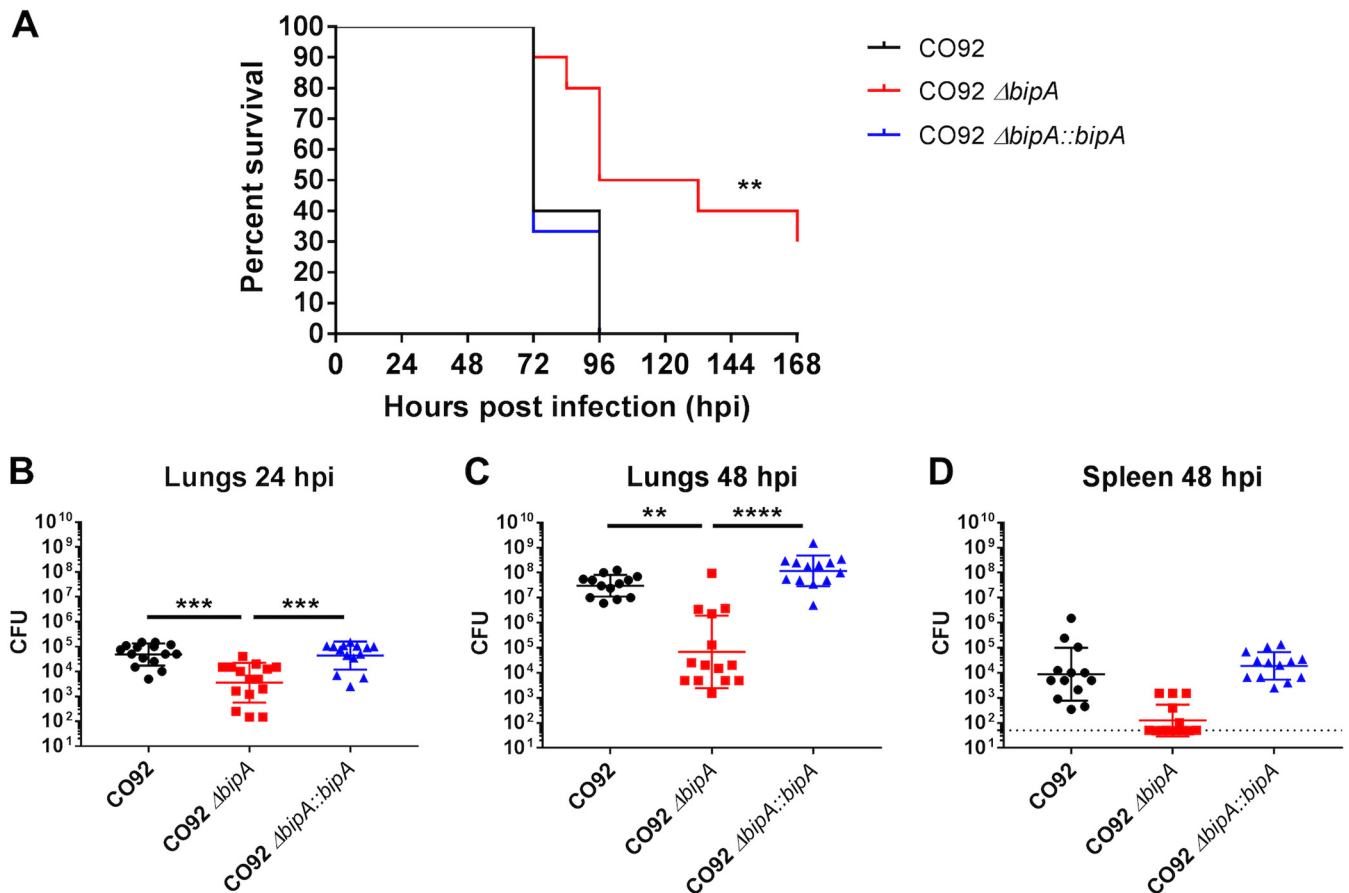 A
Percent survival
100
90
80
70
60
50
40
30
20
10
0
0 24 48 72 96 120 144 168
Hours post infection (hpi)
**
CO92
CO92 ΔbipA
CO92 ΔbipA::bipA
B
Lungs 24 hpi
CFU
10^10
10^9
10^8
10^7
10^6
10^5
10^4
10^3
10^2
10^1
*** ***
CO92
CO92 ΔbipA
CO92 ΔbipA::bipA
C
Lungs 48 hpi
CFU
10^10
10^9
10^8
10^7
10^6
10^5
10^4
10^3
10^2
10^1
** ****
CO92
CO92 ΔbipA
CO92 ΔbipA::bipA
D
Spleen 48 hpi
CFU
10^10
10^9
10^8
10^7
10^6
10^5
10^4
10^3
10^2
10^1
CO92
CO92 ΔbipA
CO92 ΔbipA::bipA